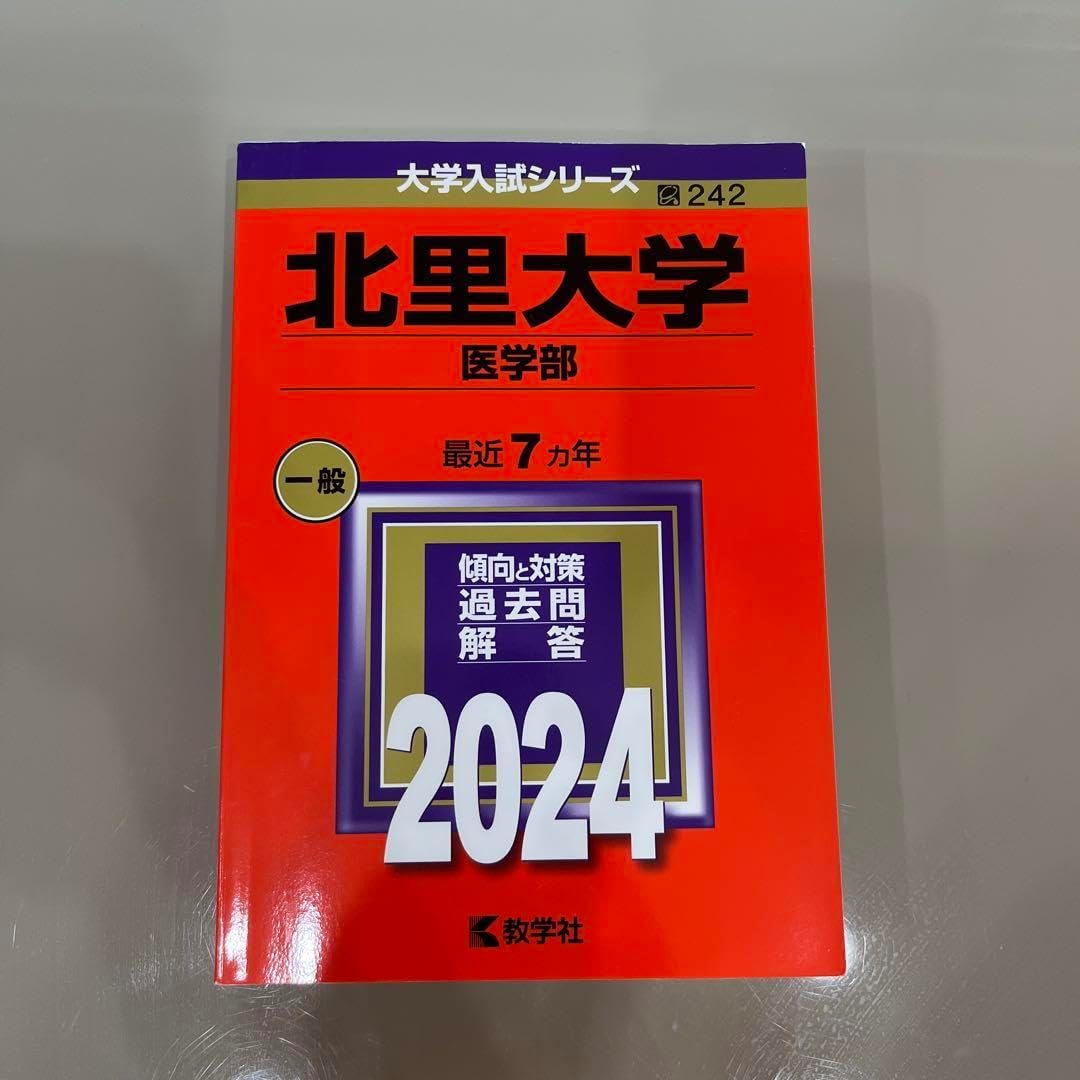 大学入試シリーズ
242
北里大学
医学部
最近7ヵ年
一般
傾向と対策
過去問
解答
2024
教学社